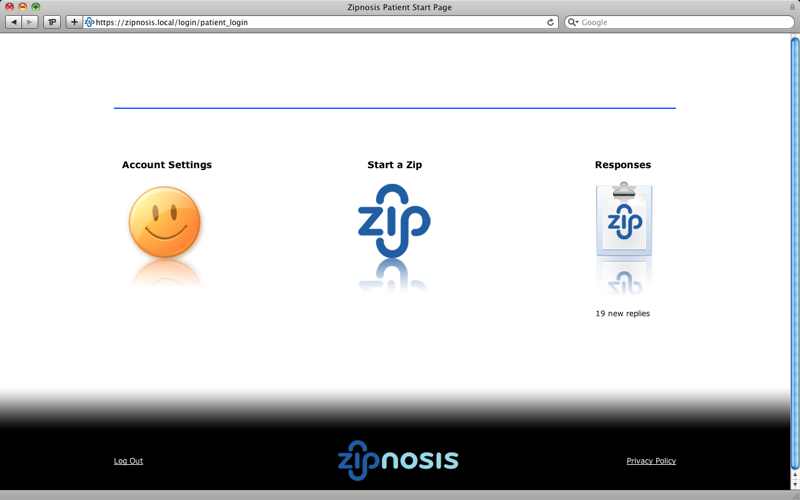 Zipnosis Patient Start Page
1P
https://zipnosis.local/login/patient_login
Google
Account Settings
Start a Zip
Responses
zip
zip
19 new replies
Log Out
zipnosis
Privacy Policy